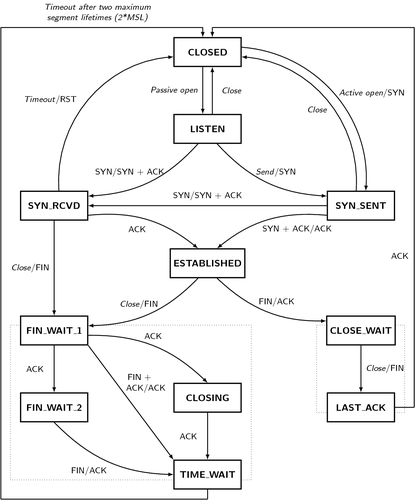 Timeout after two maximum
segment lifetimes (2*MSL)
CLOSED
Timeout/RST
Passive open
Close
Active open/SYN
Close
LISTEN
SYN/SYN + ACK
Send/SYN
SYN_RCVD
SYN/SYN + ACK
SYN_SENT
ACK
SYN + ACK/ACK
ACK
ESTABLISHED
Close/FIN
Close/FIN
FIN/ACK
FIN_WAIT_1
CLOSE_WAIT
ACK
ACK
FIN +
ACK/ACK
Close/FIN
CLOSING
FIN_WAIT_2
LAST_ACK
ACK
FIN/ACK
TIME_WAIT